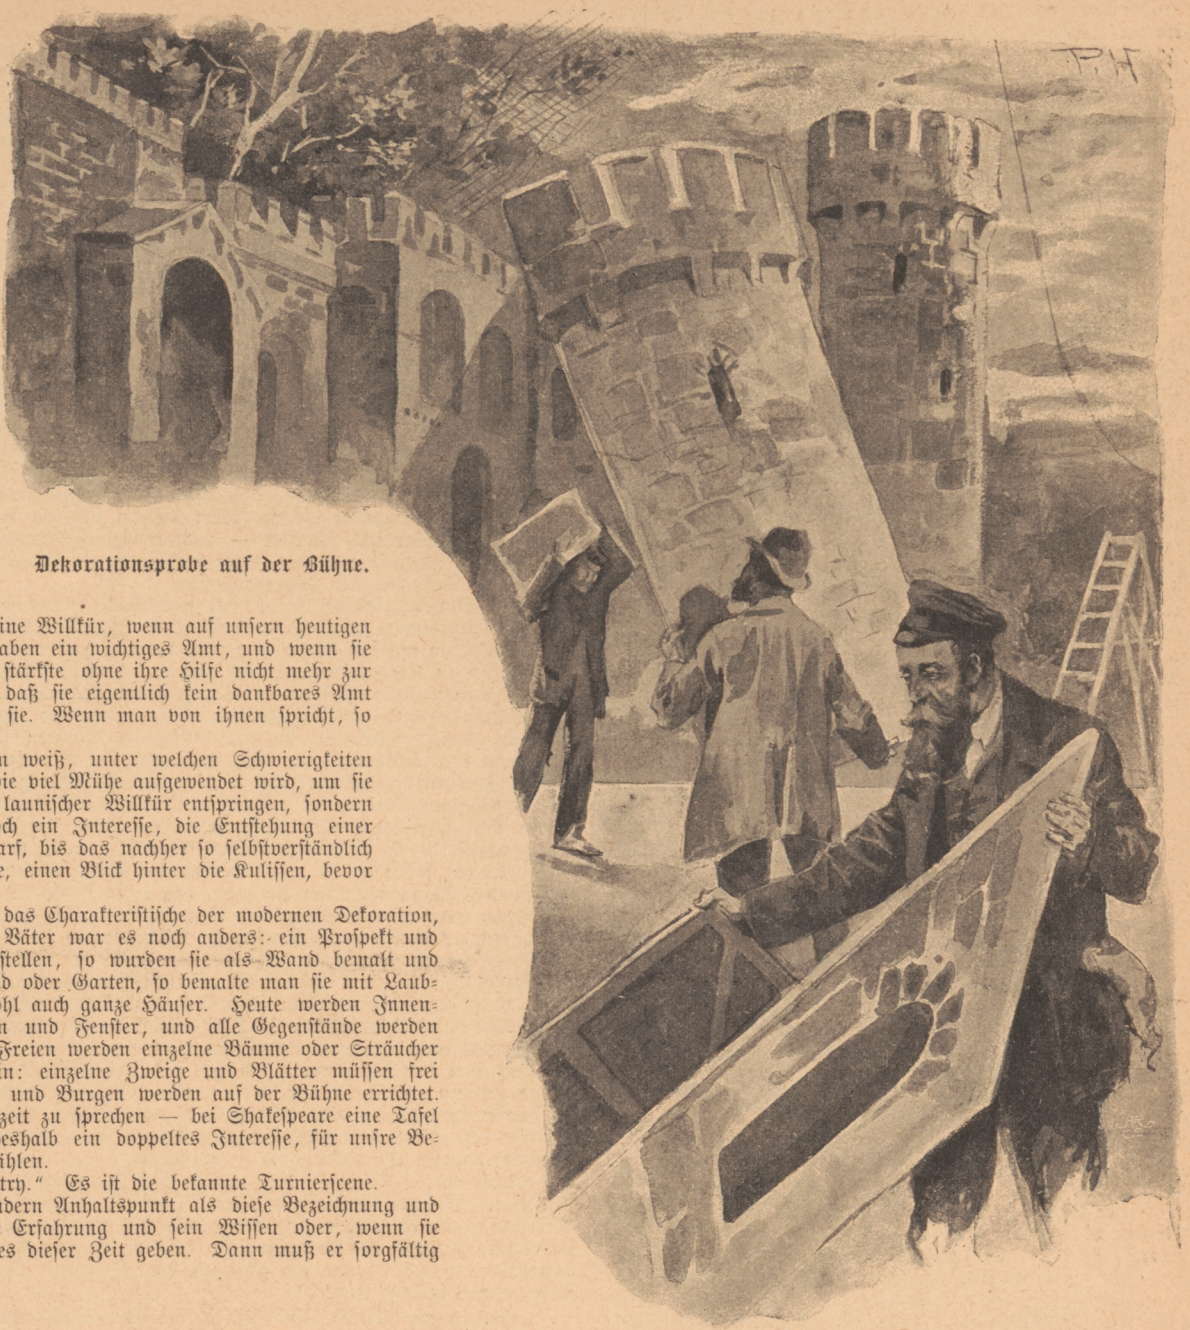 P.H
Dekorationsprobe auf der Bühne.
ine Willkür, wenn auf unsern heutigen
aben ein wichtiges Amt, und wenn sie
stärkste ohne ihre Hilfe nicht mehr zur
daß sie eigentlich kein dankbares Amt
sie. Wenn man von ihnen spricht, so
n weiß, unter welchen Schwierigkeiten
ie viel Mühe aufgewendet wird, um sie
launischer Willkür entspringen, sondern
ch ein Interesse, die Entstehung einer
arf, bis das nachher so selbstverständlich
e, einen Blick hinter die Kulissen, bevor
das Charakteristische der modernen Dekoration,
Väter war es noch anders: ein Prospekt und
stellen, so wurden sie als Wand bemalt und
d oder Garten, so bemalte man sie mit Laub-
hl auch ganze Häuser. Heute werden Innen-
n und Fenster, und alle Gegenstände werden
Freien werden einzelne Bäume oder Sträucher
in: einzelne Zweige und Blätter müssen frei
und Burgen werden auf der Bühne errichtet.
zeit zu sprechen — bei Shakespeare eine Tafel
eshalb ein doppeltes Interesse, für unsre Be-
ählen.
try.“ Es ist die bekannte Turnierscene.
ndern Anhaltspunkt als diese Bezeichnung und
Erfahrung und sein Wissen oder, wenn sie
es dieser Zeit geben. Dann muß er sorgfältig